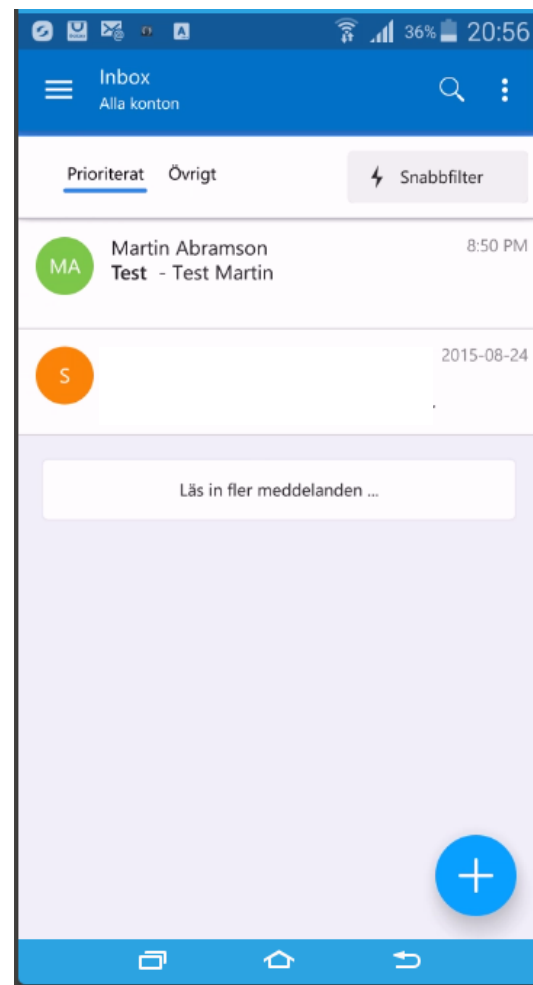 36% 20:56
Inbox
Alla konton
Prioriterat Övrigt Snabbfilter
MA Martin Abramson 8:50 PM
Test - Test Martin
S 2015-08-24
Läs in fler meddelanden ...